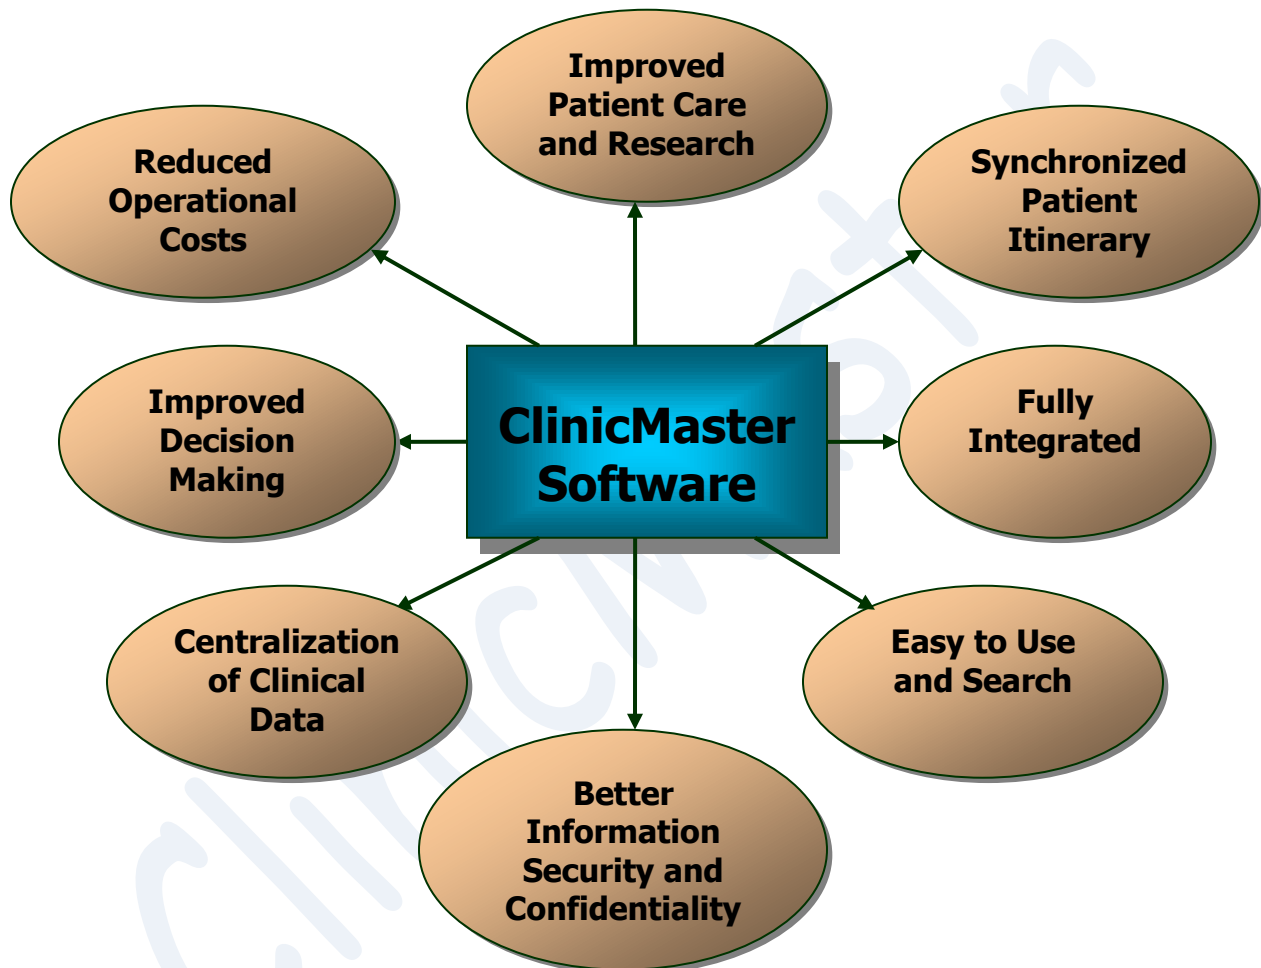 Improved
Patient Care
and Research
Reduced
Operational
Costs
Synchronized
Patient
Itinerary
Improved
Decision
Making
ClinicMaster
Software
Fully
Integrated
Centralization
of Clinical
Data
Easy to Use
and Search
Better
Information
Security and
Confidentiality
ClinicMaster